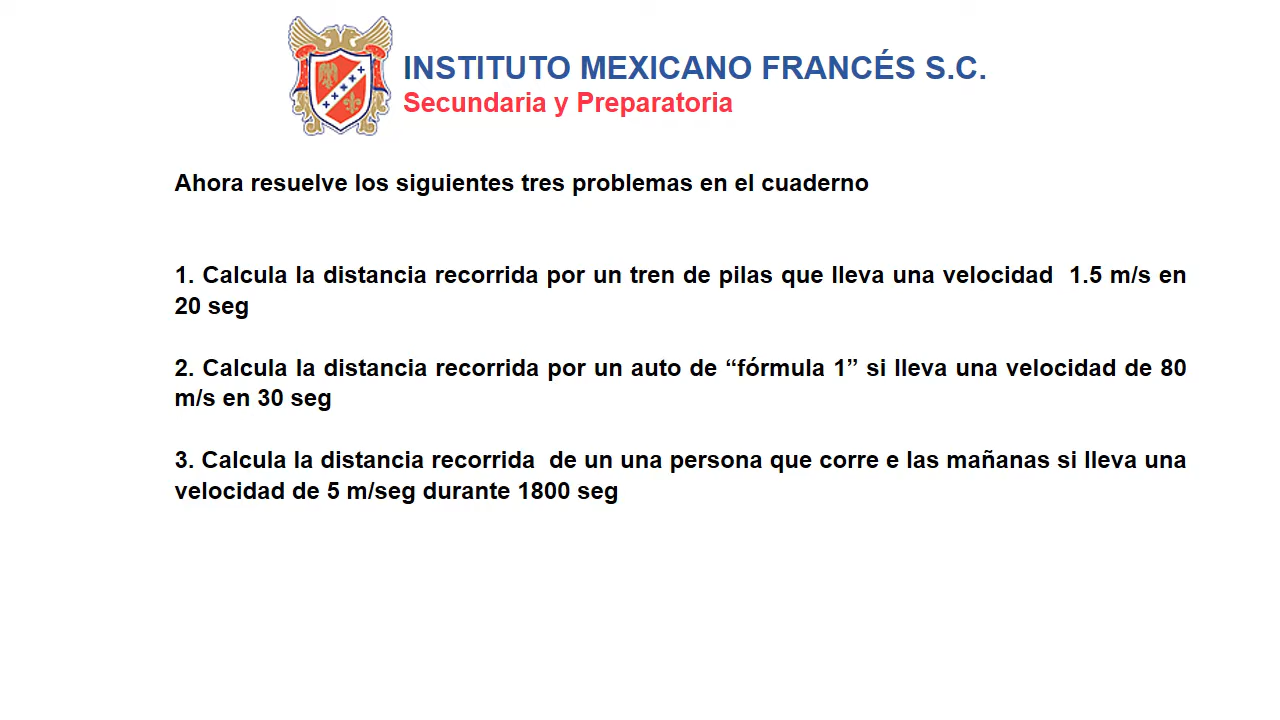 INSTITUTO MEXICANO FRANCÉS S.C.
Secundaria y Preparatoria
Ahora resuelve los siguientes tres problemas en el cuaderno
1. Calcula la distancia recorrida por un tren de pilas que lleva una velocidad  1.5 m/s en
20 seg
2. Calcula la distancia recorrida por un auto de “fórmula 1” si lleva una velocidad de 80
m/s en 30 seg
3. Calcula la distancia recorrida  de un una persona que corre e las mañanas si lleva una
velocidad de 5 m/seg durante 1800 seg